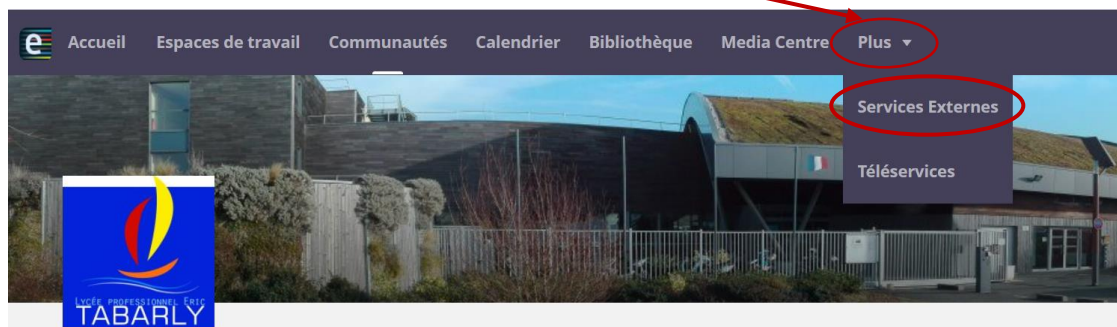 e Accueil Espaces de travail Communautés Calendrier Bibliothèque Media Centre Plus
Services Externes
Téléservices
LYCÉE PROFESSIONNEL ERIC
TABARLY